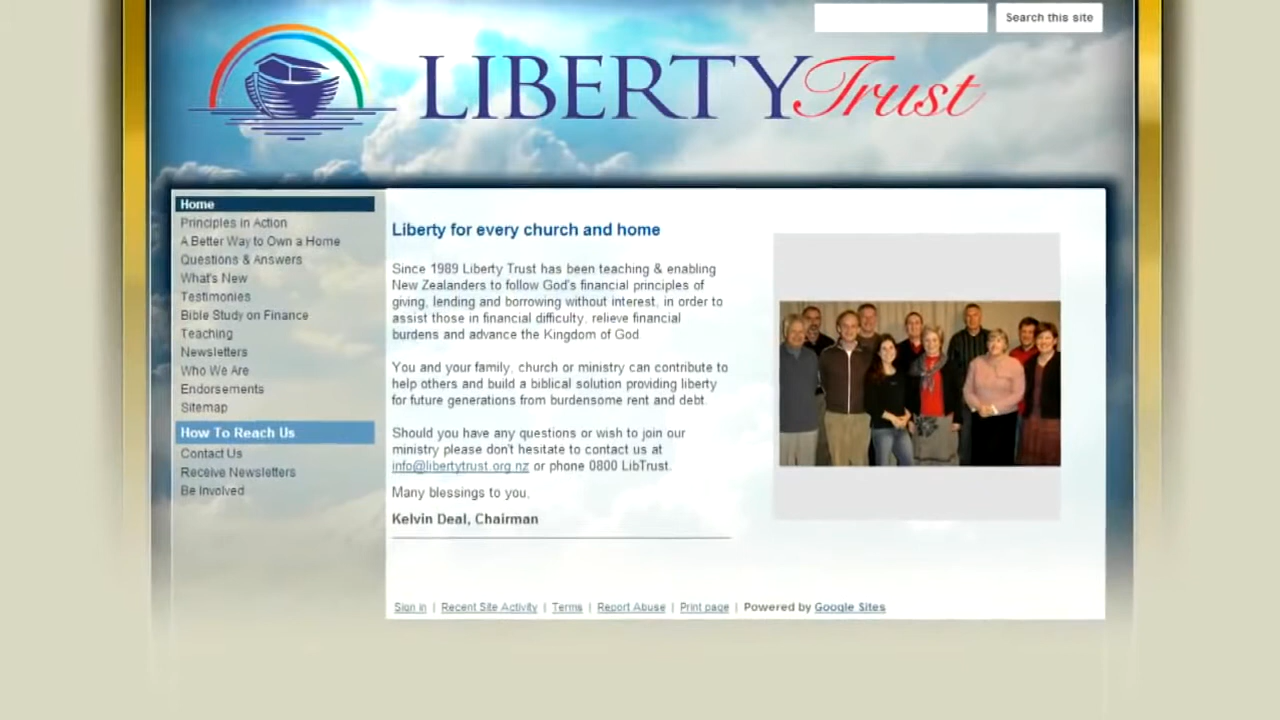 Search this site
LIBERTY Trust
Home
Principles in Action
A Better Way to Own a Home
Questions & Answers
What's New
Testimonies
Bible Study on Finance
Teaching
Newsletters
Who We Are
Endorsements
Sitemap
How To Reach Us
Contact Us
Receive Newsletters
Be Involved
Liberty for every church and home
Since 1989 Liberty Trust has been teaching & enabling
New Zealanders to follow God's financial principles of
giving, lending and borrowing without interest, in order to
assist those in financial difficulty, relieve financial
burdens and advance the Kingdom of God
You and your family, church or ministry can contribute to
help others and build a biblical solution providing liberty
for future generations from burdensome rent and debt.
Should you have any questions or wish to join our
ministry please don't hesitate to contact us at
info@libertytrust.org.nz or phone 0800 LibTrust.
Many blessings to you,
Kelvin Deal, Chairman
Sign in | Recent Site Activity | Terms | Report Abuse | Print page | Powered by Google Sites